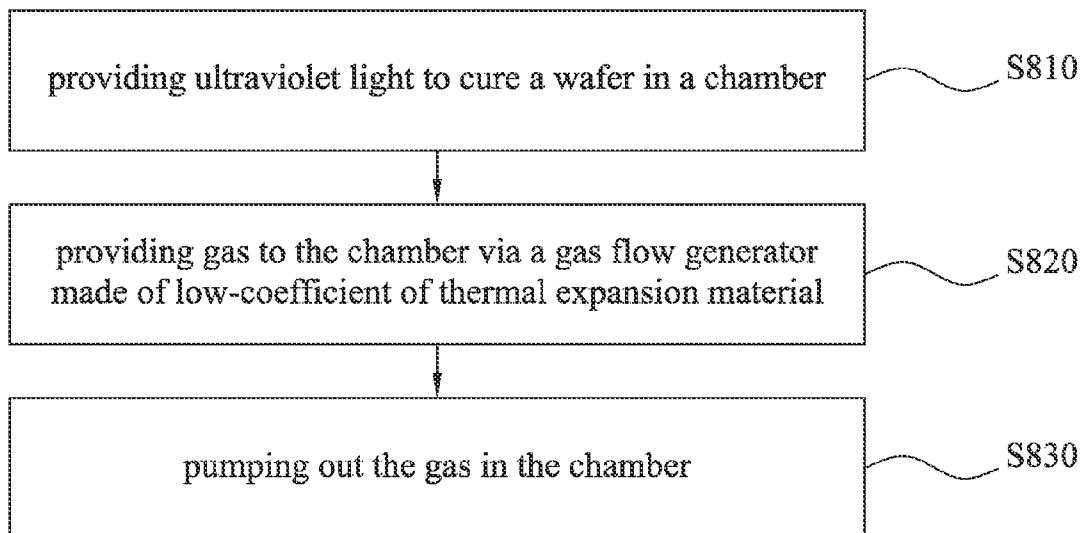 providing ultraviolet light to cure a wafer in a chamber
S810
providing gas to the chamber via a gas flow generator
made of low-coefficient of thermal expansion material
S820
pumping out the gas in the chamber
S830